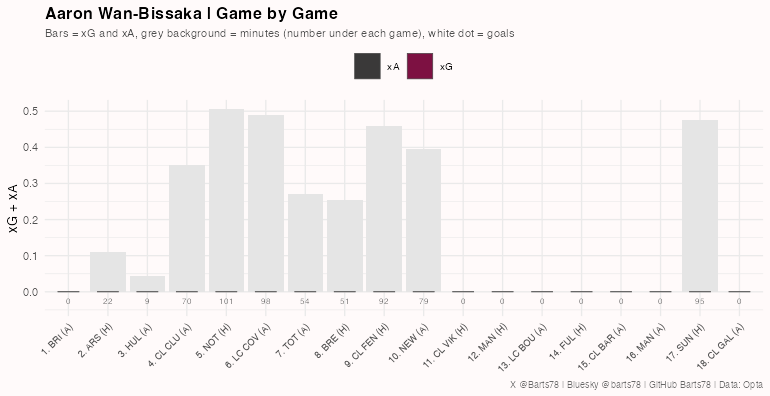 Aaron Wan-Bissaka | Game by Game
Bars = xG and xA, grey background = minutes (number under each game), white dot = goals
xA xG
xG + xA
0.5
0.4
0.3
0.2
0.1
0.0
0 22 9 70 101 98 54 51 92 79 0 0 0 0 0 0 95 0
1. BRI (A)
2. ARS (H)
3. HUL (A)
4. CL CLU (A)
5. NOT (H)
6. LC COV (A)
7. TOT (A)
8. BRE (H)
9. CL FEN (H)
10. NEW (A)
11. CL VIK (H)
12. MAN (H)
13. LC BOU (A)
14. FUL (H)
15. CL BAR (A)
16. MAN (A)
17. SUN (H)
18. CL GAL (A)
X @Barts78 | Bluesky @barts78 | GitHub Barts78 | Data: Opta